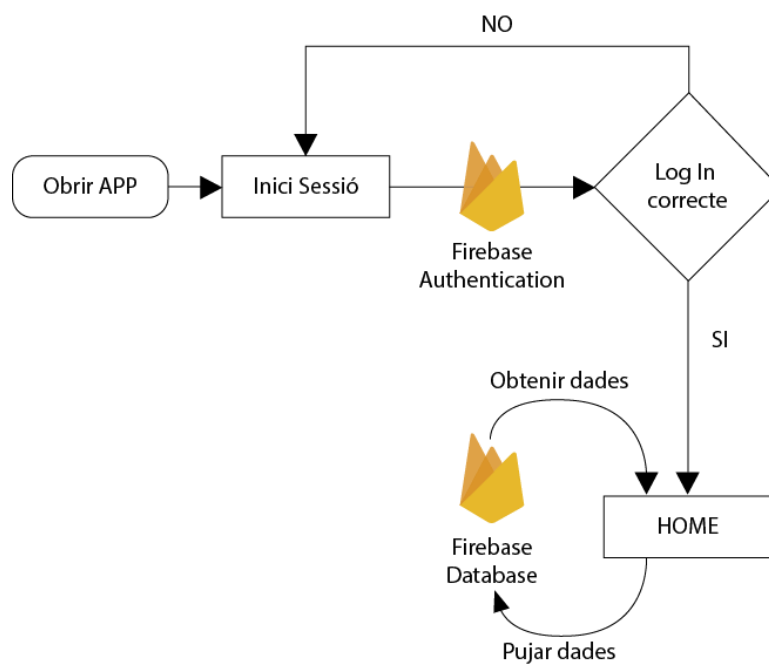 NO
Obrir APP
Inici Sessió
Log In
correcte
Firebase
Authentication
SI
Obtenir dades
HOME
Firebase
Database
Pujar dades